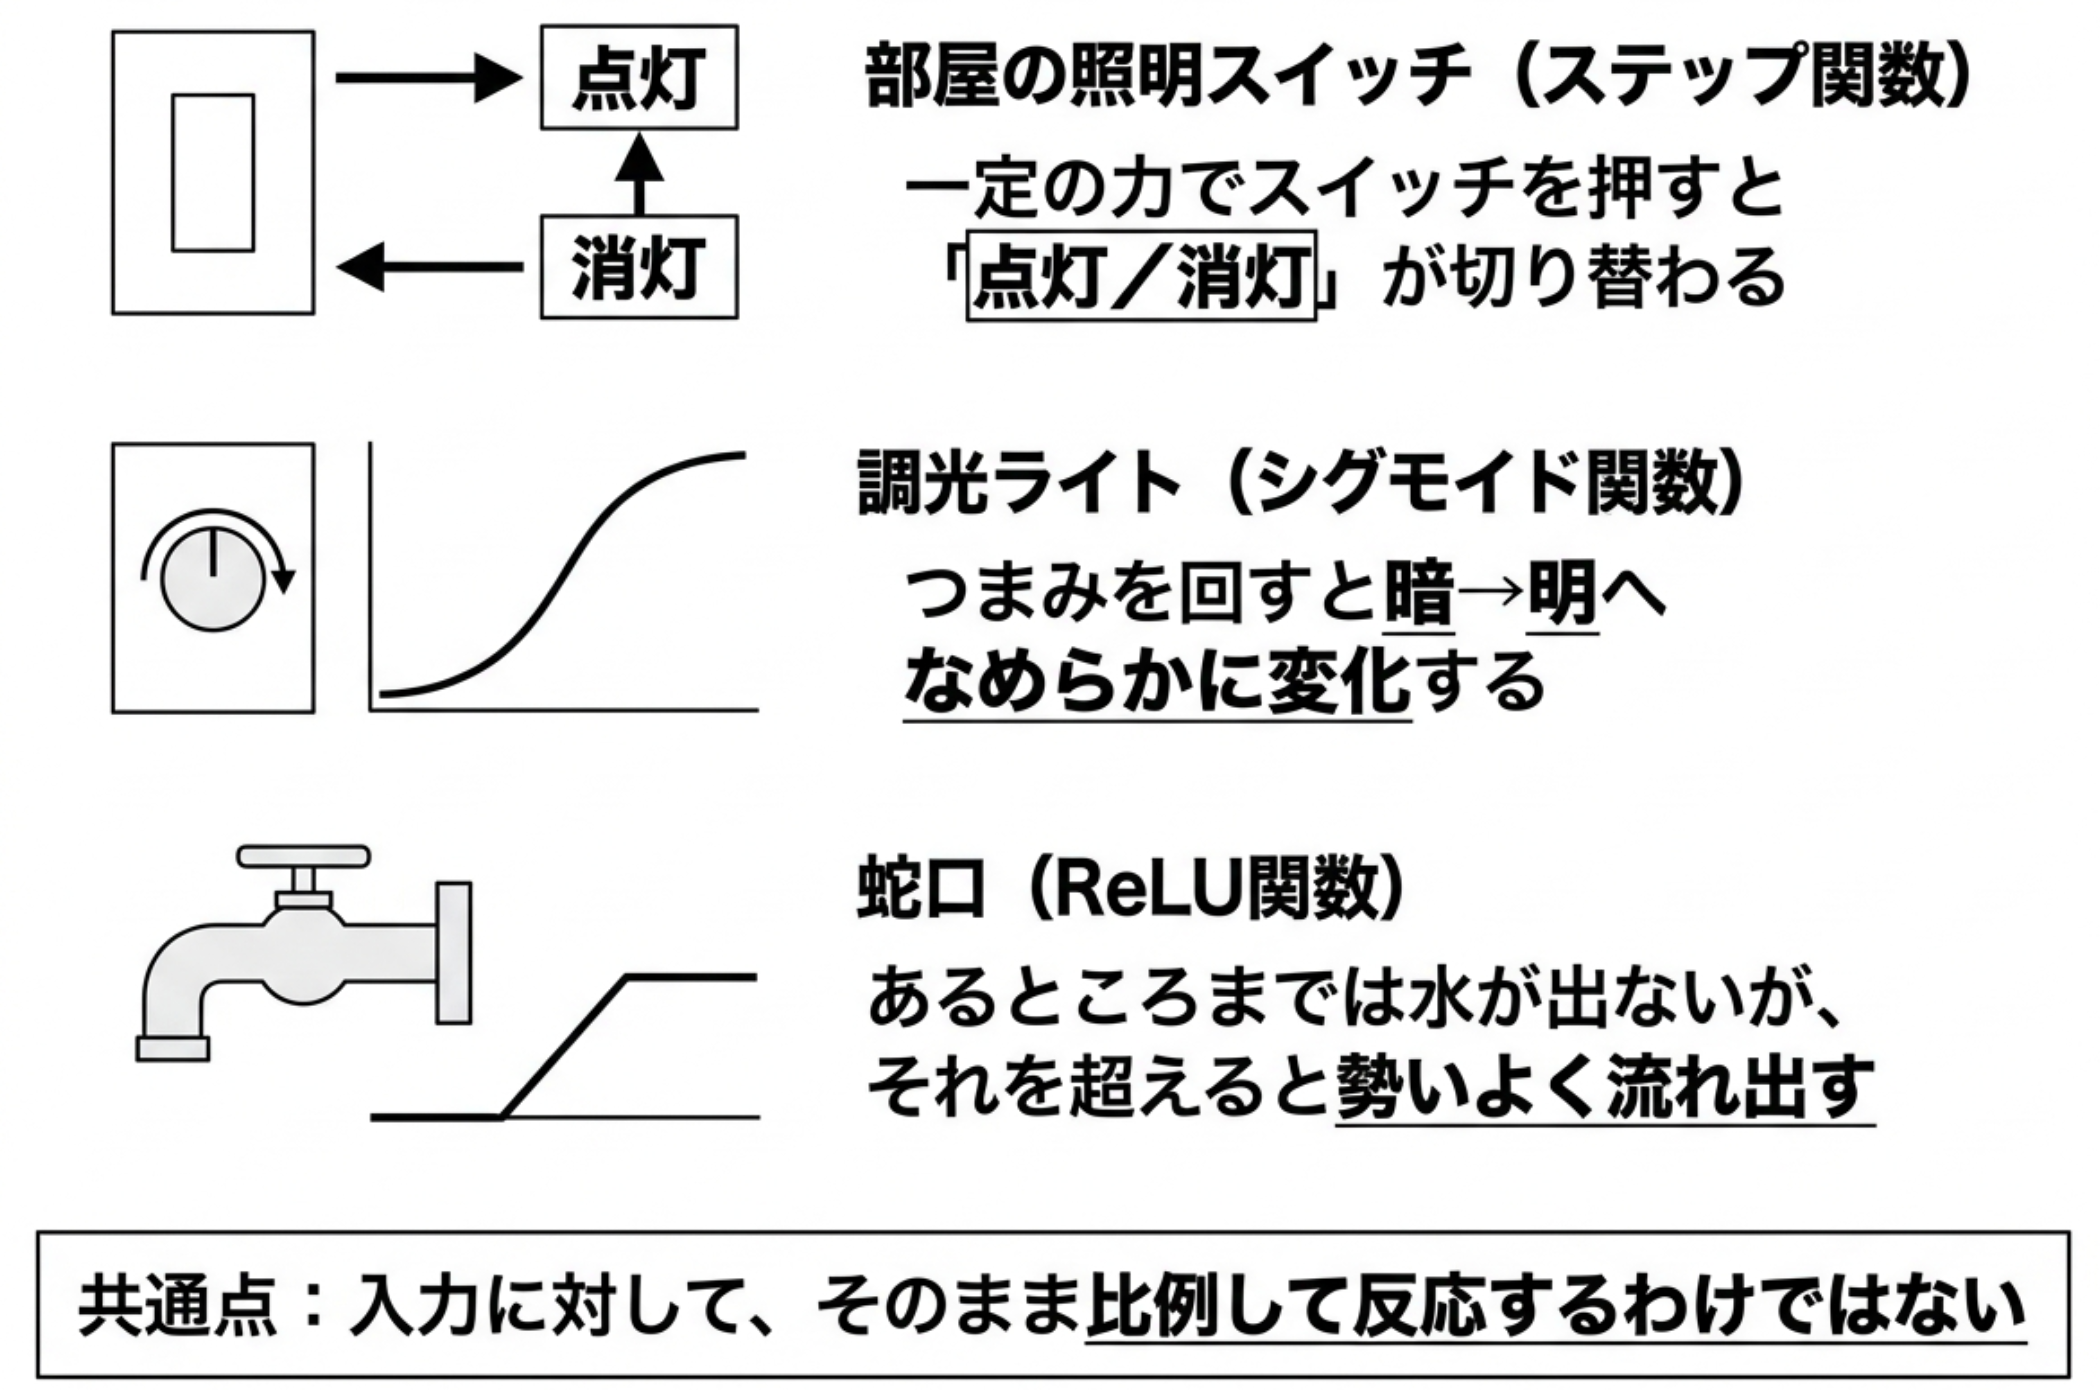 点灯
消灯
部屋の照明スイッチ（ステップ関数）
一定の力でスイッチを押すと
「点灯／消灯」が切り替わる
調光ライト（シグモイド関数）
つまみを回すと暗→明へ
なめらかに変化する
蛇口（ReLU関数）
あるところまでは水が出ないが、
それを超えると勢いよく流れ出す
共通点：入力に対して、そのまま比例して反応するわけではない